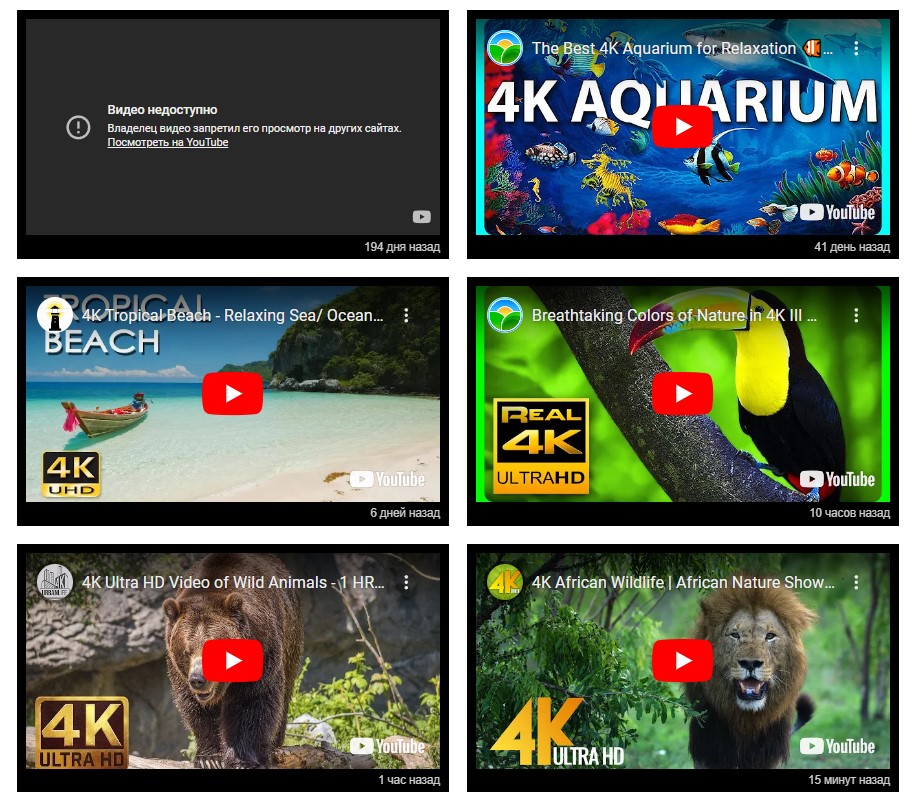 Видео недоступно
Владелец видео запретил его просмотр на других сайтах.
Посмотреть на YouTube
194 дня назад
The Best 4K Aquarium for Relaxation 🐠...
4K AQUARIUM
YouTube
41 день назад
4K Tropical Beach - Relaxing Sea/ Ocean...
TROPICAL
BEACH
4K
UHD
YouTube
6 дней назад
Breathtaking Colors of Nature in 4K III ...
REAL
4K
ULTRAHD
YouTube
10 часов назад
4K Ultra HD Video of Wild Animals - 1 HR...
URBANLIFE
4K
ULTRA HD
YouTube
1 час назад
4K African Wildlife | African Nature Show...
4K
4K
ULTRA HD
YouTube
15 минут назад